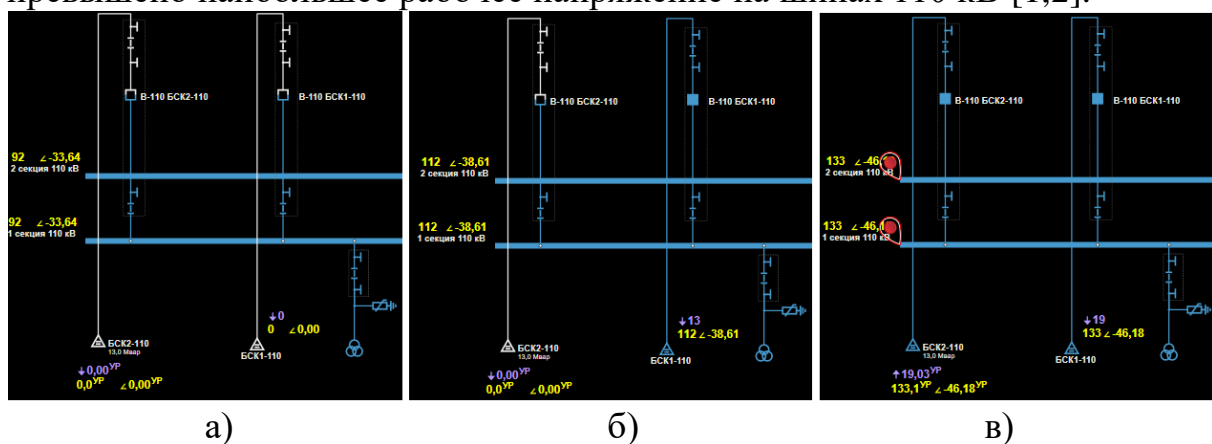 превышено наибольшее рабочее напряжение на шинах 110 кВ [1,2].
В-110 БСК2-110
В-110 БСК1-110
92 ∠-33,64
2 секция 110 кВ
92 ∠-33,64
1 секция 110 кВ
↓0
0 ∠0,00
БСК2-110
13,0 Мвар
БСК1-110
↓0,00УР
0,0УР ∠0,00УР
а)
В-110 БСК2-110
В-110 БСК1-110
112 ∠-38,61
2 секция 110 кВ
112 ∠-38,61
1 секция 110 кВ
↓13
112∠-38,61
БСК2-110
13,0 Мвар
БСК1-110
↓0,00УР
0,0УР ∠0,00УР
б)
В-110 БСК2-110
В-110 БСК1-110
133 ∠-46,
2 секция 110 кВ
133 ∠-46,1
1 секция 110 кВ
↓19
133∠-46,18
БСК2-110
13,0 Мвар
БСК1-110
↑19,03УР
133,1УР ∠-46,18УР
в)